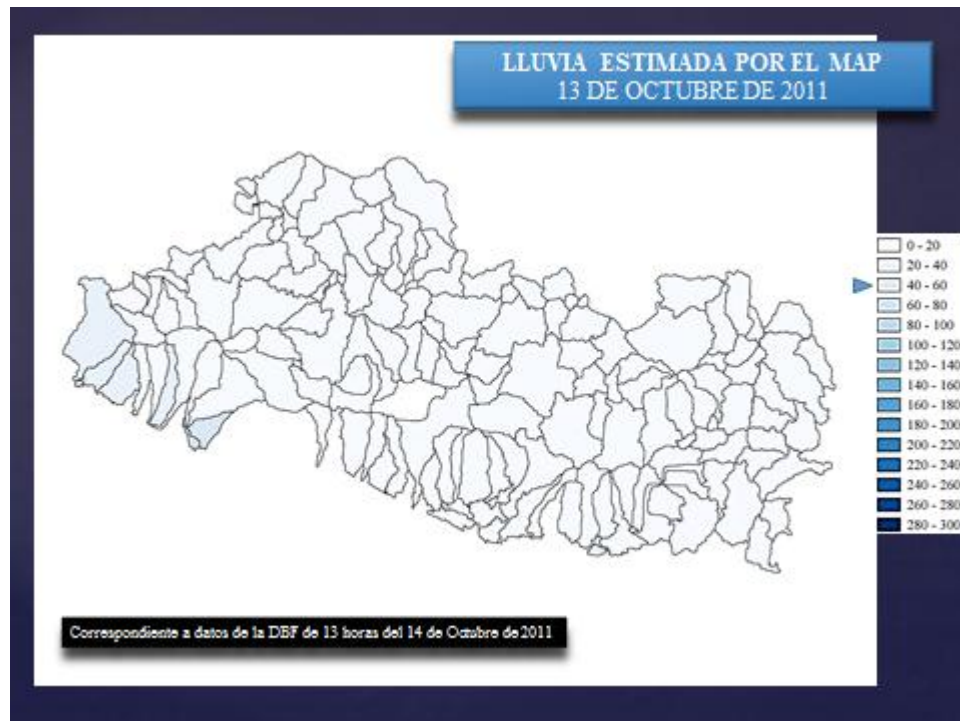 LLUVIA ESTIMADA POR EL MAP
13 DE OCTUBRE DE 2011
0 - 20
20 - 40
40 - 60
60 - 80
80 - 100
100 - 120
120 - 140
140 - 160
160 - 180
180 - 200
200 - 220
220 - 240
240 - 260
260 - 280
280 - 300
Correspondiente a datos de la DBF de 13 horas del 14 de Octubre de 2011